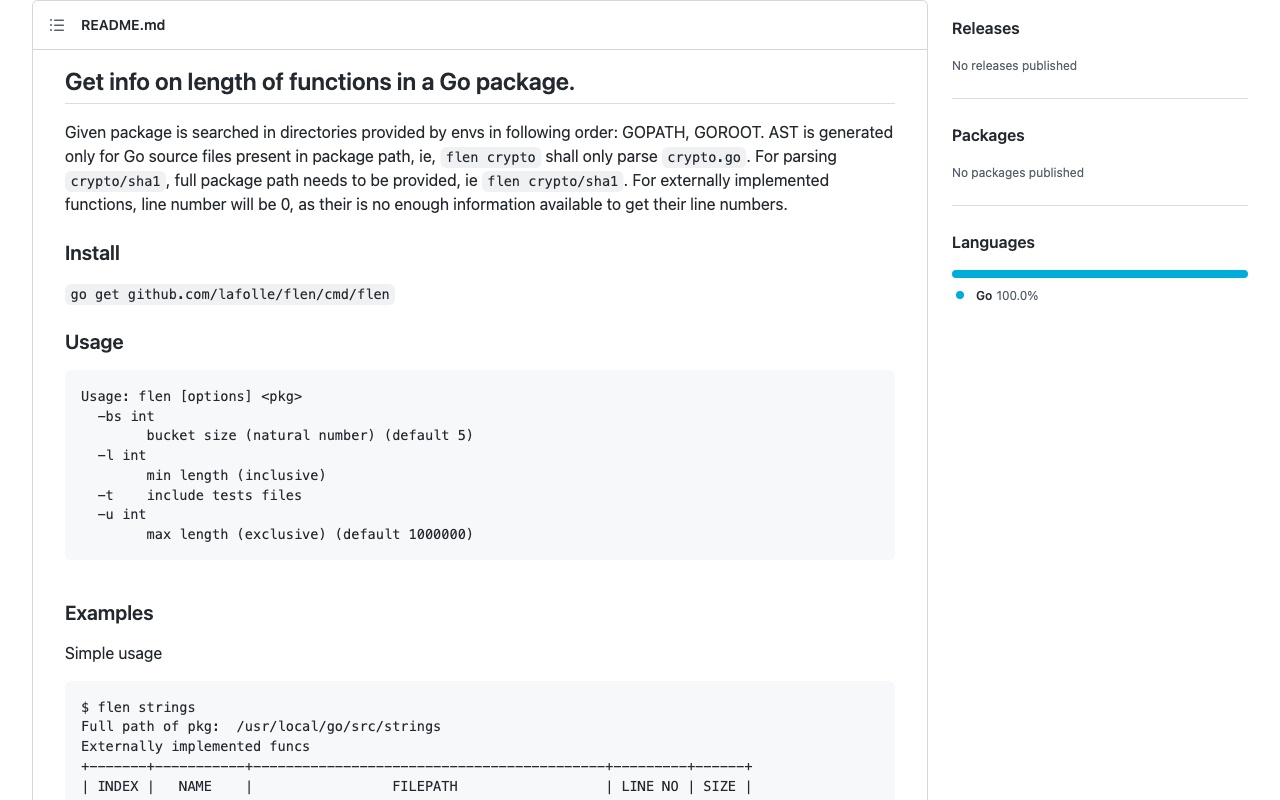 README.md
Get info on length of functions in a Go package.
Given package is searched in directories provided by envs in following order: GOPATH, GOROOT. AST is generated
only for Go source files present in package path, ie, flen crypto shall only parse crypto.go. For parsing
crypto/sha1, full package path needs to be provided, ie flen crypto/sha1. For externally implemented
functions, line number will be 0, as their is no enough information available to get their line numbers.
Install
go get github.com/lafolle/flen/cmd/flen
Usage
Usage: flen [options] <pkg>
  -bs int
        bucket size (natural number) (default 5)
  -l int
        min length (inclusive)
  -t    include tests files
  -u int
        max length (exclusive) (default 1000000)
Examples
Simple usage
$ flen strings
Full path of pkg:  /usr/local/go/src/strings
Externally implemented funcs
+-------+-----------+-------------------------------------------+---------+------+
| INDEX |   NAME    |                 FILEPATH                  | LINE NO | SIZE |
Releases
No releases published
Packages
No packages published
Languages
Go 100.0%